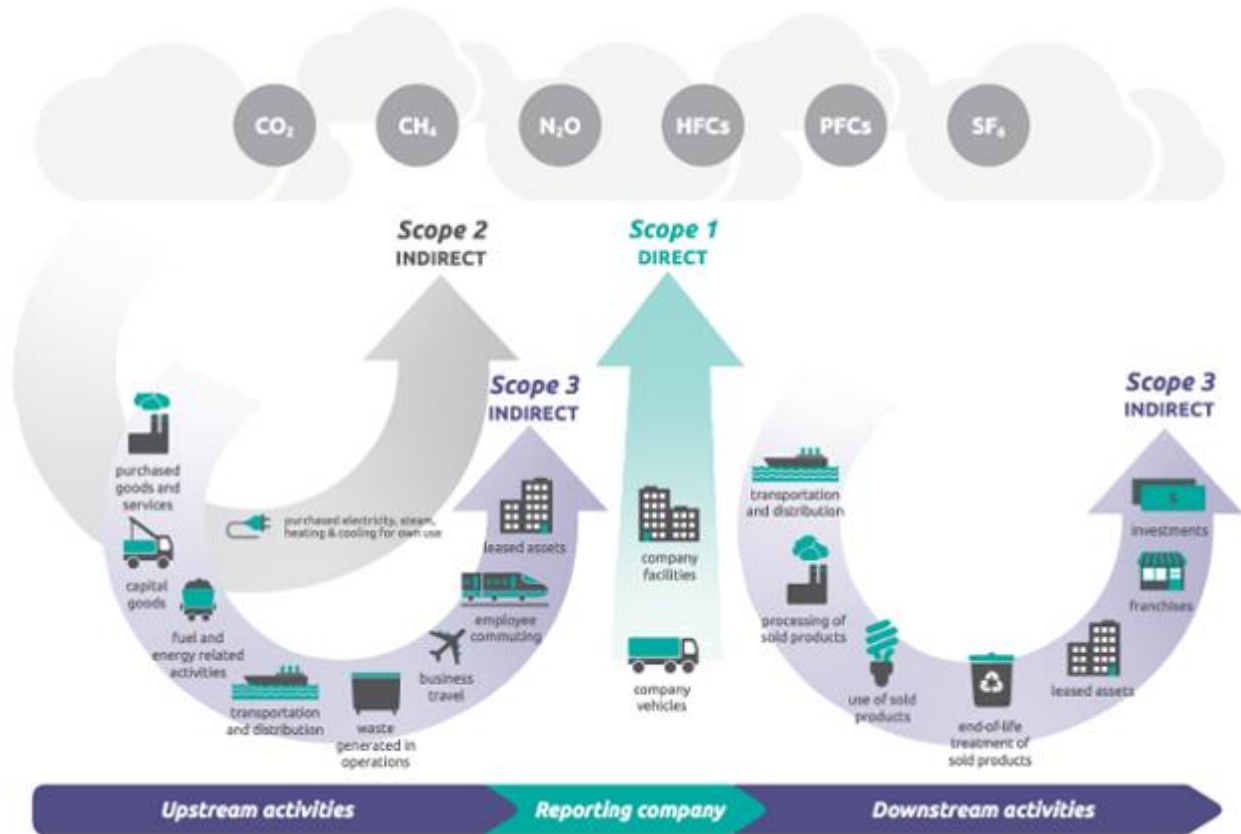 CO₂
CH₄
N₂O
HFCs
PFCs
SF₆
Scope 2
INDIRECT
Scope 1
DIRECT
Scope 3
INDIRECT
Scope 3
INDIRECT
purchased
goods and
services
capital
goods
fuel and
energy related
activities
purchased electricity, steam,
heating & cooling for own use
transportation
and distribution
waste
generated in
operations
business
travel
employee
commuting
leased assets
company
facilities
company
vehicles
transportation
and distribution
processing of
sold products
use of sold
products
end-of-life
treatment of
sold products
leased assets
franchises
$
investments
Upstream activities
Reporting company
Downstream activities